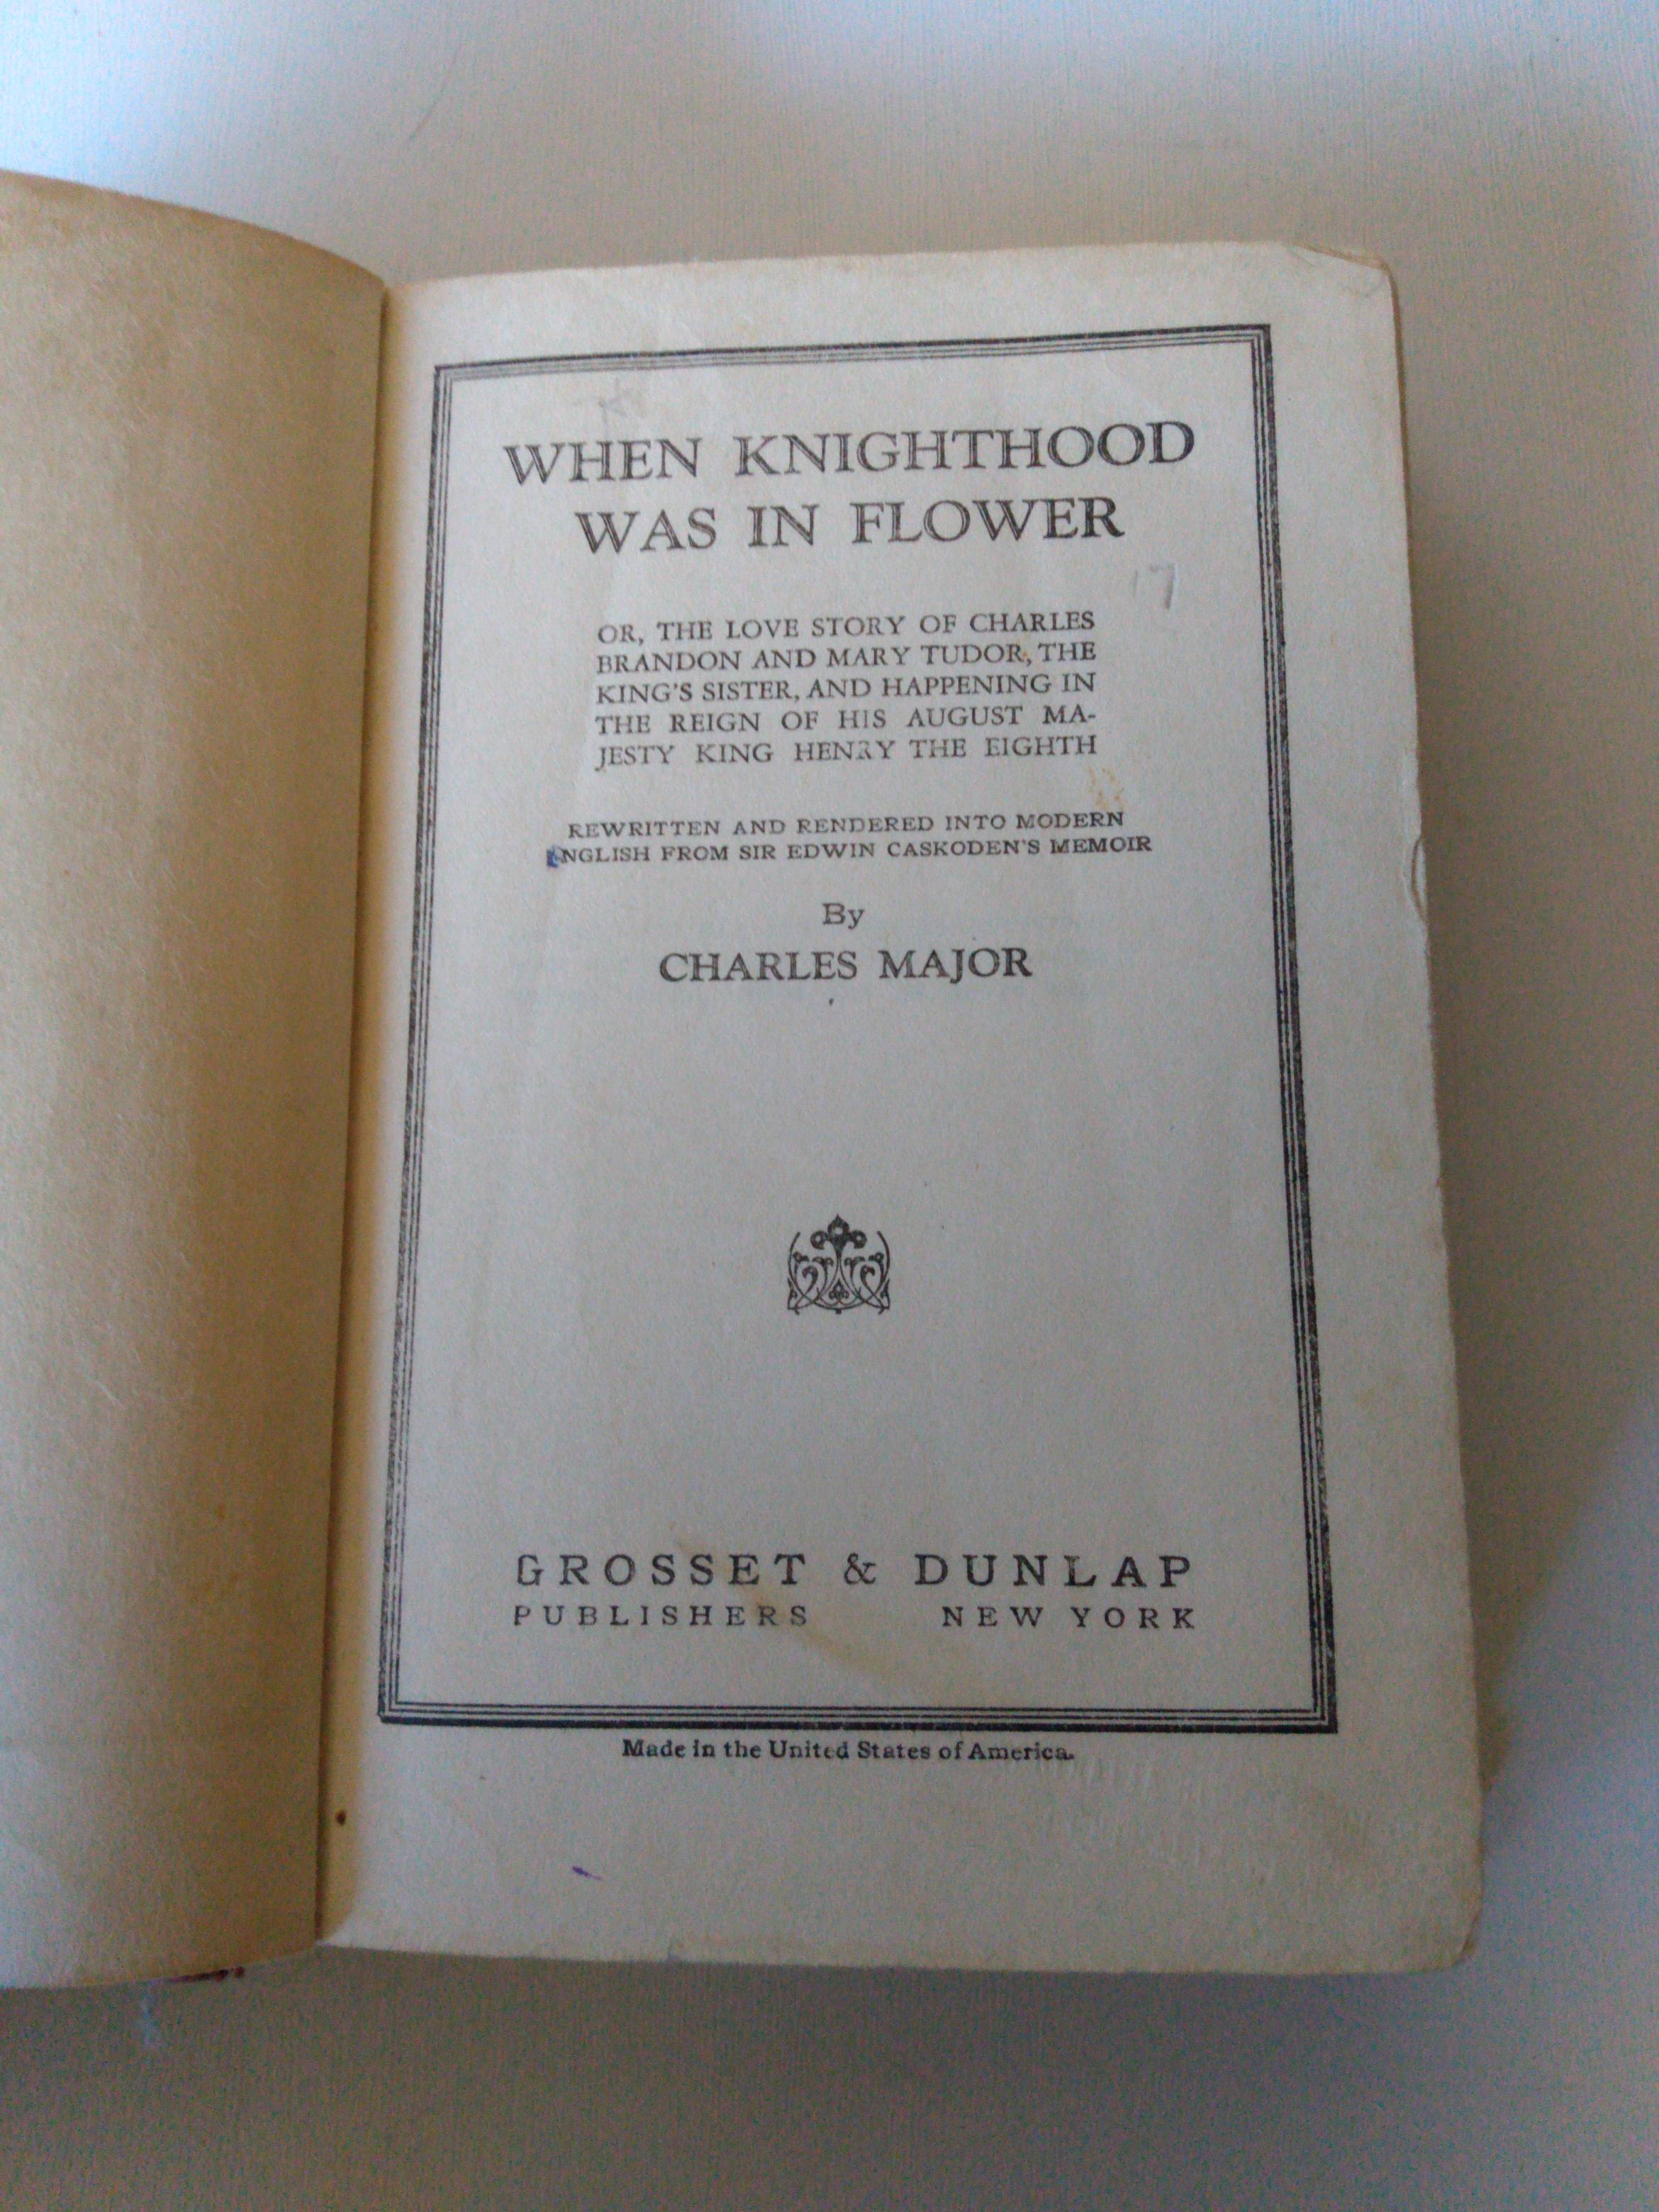 WHEN KNIGHTHOOD
WAS IN FLOWER
17
OR, THE LOVE STORY OF CHARLES
BRANDON AND MARY TUDOR, THE
KING'S SISTER, AND HAPPENING IN
THE REIGN OF HIS AUGUST MA-
JESTY KING HENRY THE EIGHTH
REWRITTEN AND RENDERED INTO MODERN
ENGLISH FROM SIR EDWIN CASKODEN'S MEMOIR
By
CHARLES MAJOR
GROSSET & DUNLAP
PUBLISHERS NEW YORK
Made in the United States of America.